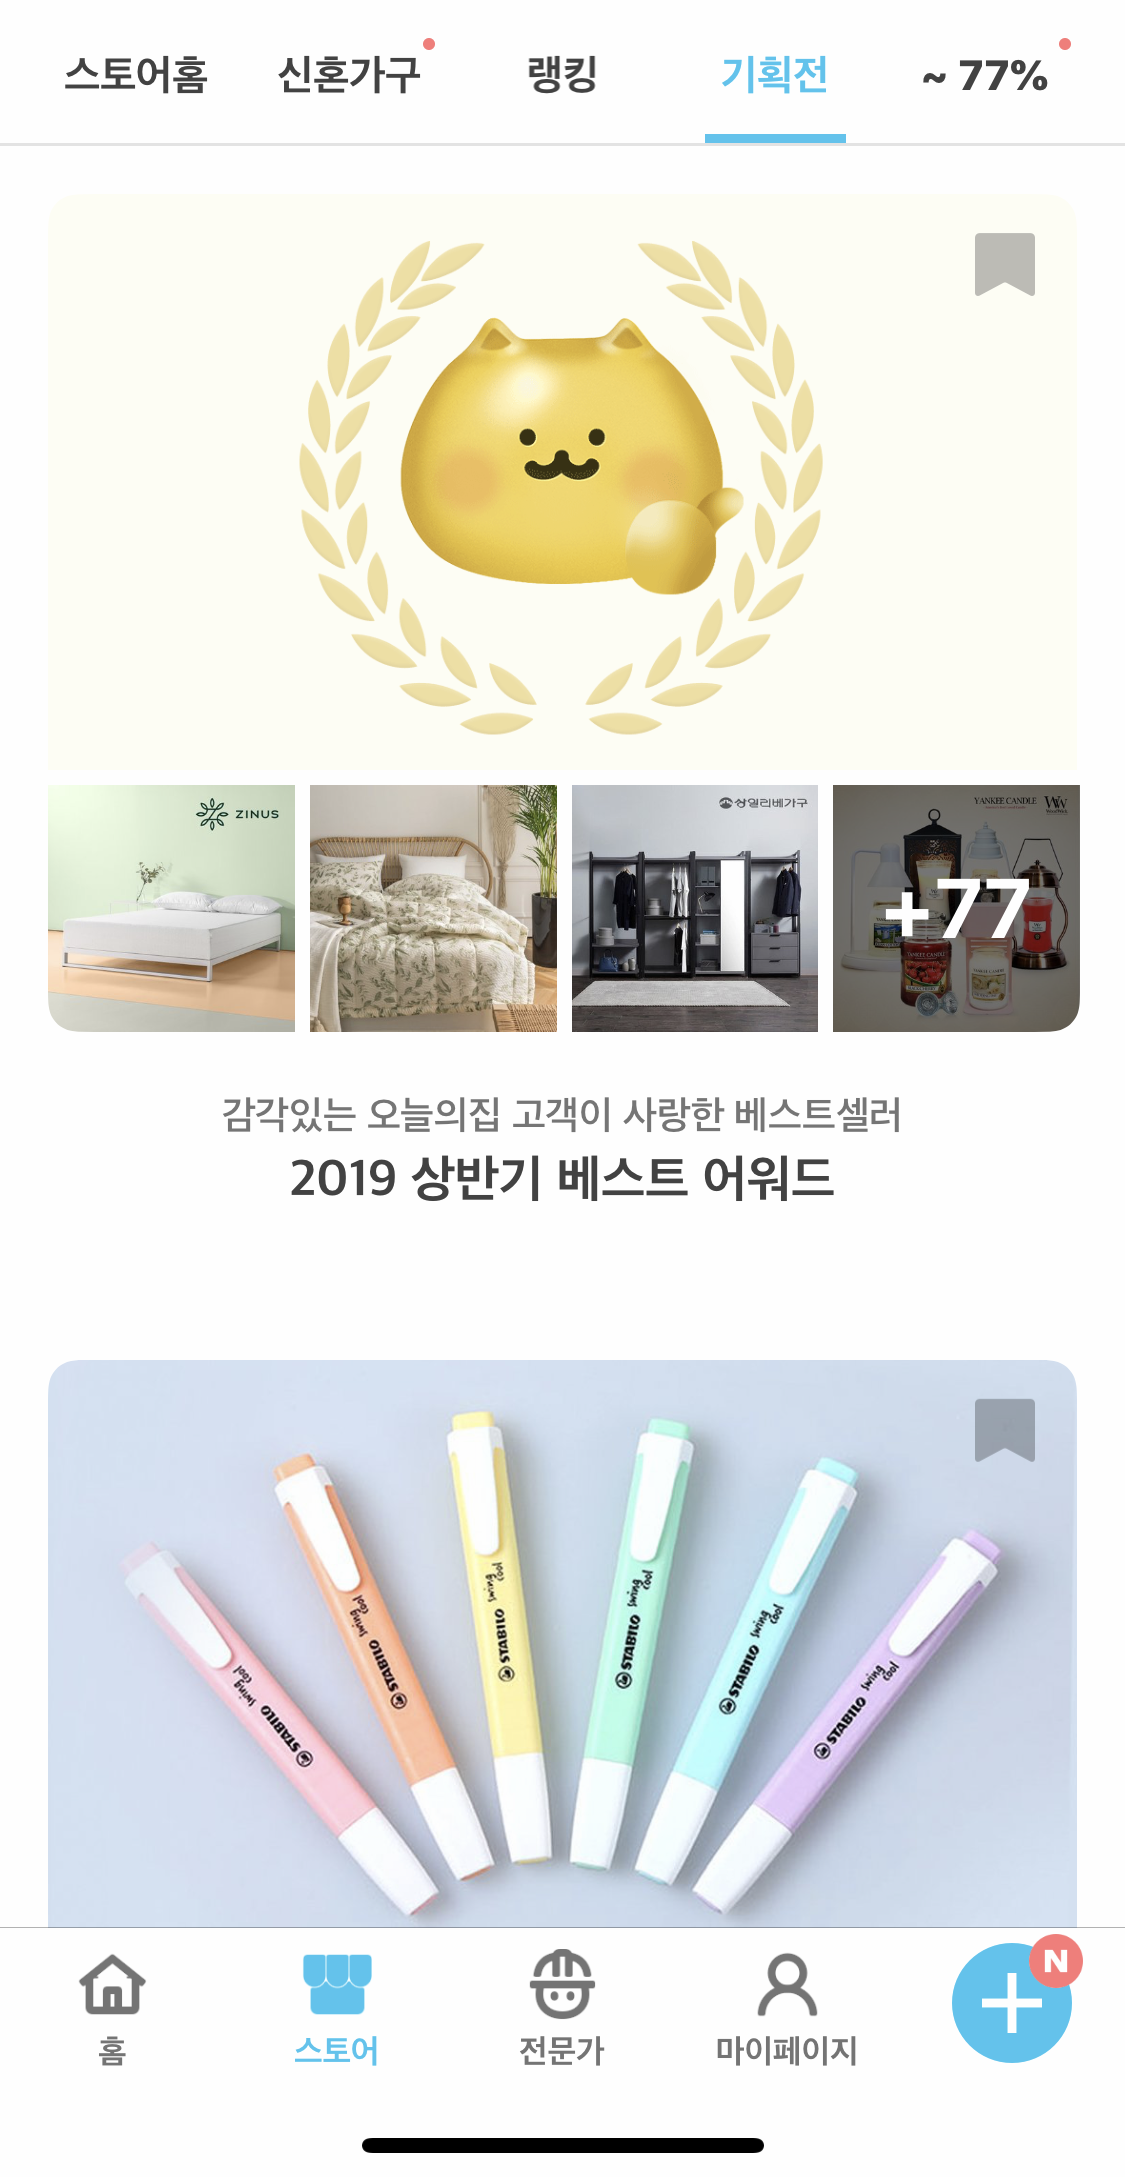 스토어홈 신혼가구 랭킹 기획전 ~ 77%
ZINUS
상일리베가구
YANKEE CANDLE WW
+77
YANKEE CANDLE
감각있는 오늘의집 고객이 사랑한 베스트셀러
2019 상반기 베스트 어워드
STABILO swing cool
STABILO swing cool
STABILO swing cool
STABILO swing cool
STABILO swing cool
STABILO swing cool
N
홈 스토어 전문가 마이페이지